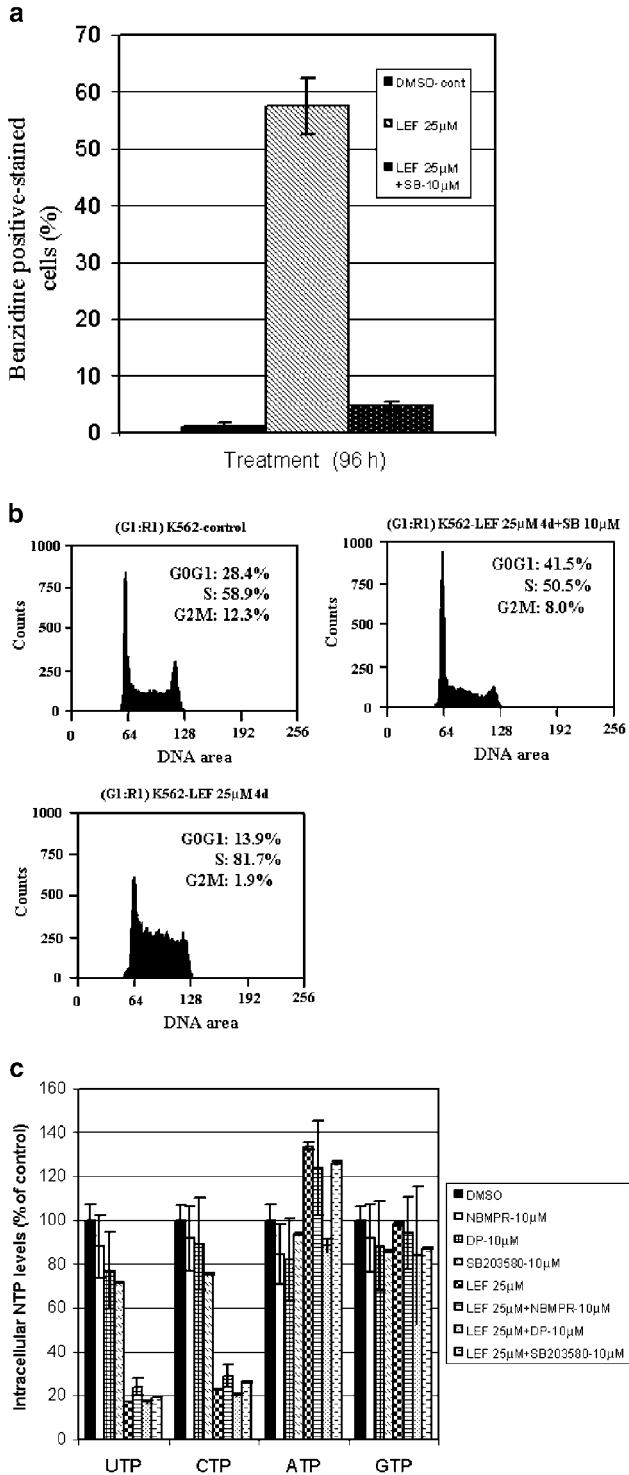 a
70
60
50
40
30
20
10
0
Benzidine positive-stained
cells (%)
DMSO-cont
LEF 25μM
LEF 25μM
+SB-10μM
Treatment (96 h)
b
(G1:R1) K562-control
1000
750
500
250
0
Counts
G0G1: 28.4%
S: 58.9%
G2M: 12.3%
0 64 128 192 256
DNA area
(G1:R1) K562-LEF 25μM 4d+SB 10μM
1000
750
500
250
0
Counts
G0G1: 41.5%
S: 50.5%
G2M: 8.0%
0 64 128 192 256
DNA area
(G1:R1) K562-LEF 25μM 4d
1000
750
500
250
0
Counts
G0G1: 13.9%
S: 81.7%
G2M: 1.9%
0 64 128 192 256
DNA area
c
160
140
120
100
80
60
40
20
0
Intracellular NTP levels (% of control)
UTP CTP ATP GTP
DMSO
NBMPR-10μM
DP-10μM
SB203580-10μM
LEF 25μM
LEF 25μM+NBMPR-10μM
LEF 25μM+DP-10μM
LEF 25μM+SB203580-10μM